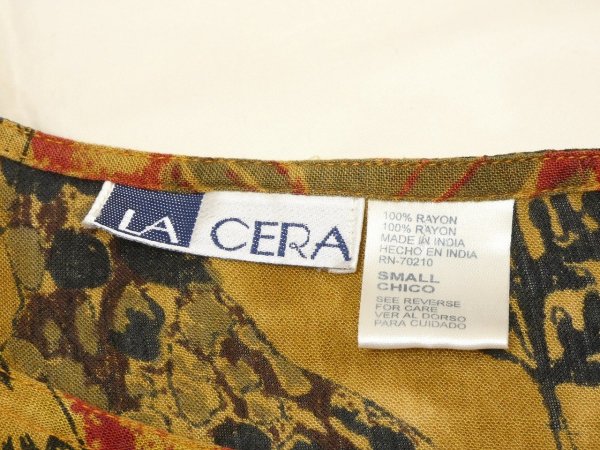 LA CERA
100% RAYON
100% RAYON
MADE IN INDIA
HECHO EN INDIA
RN-70210
SMALL
CHICO
SEE REVERSE
FOR CARE
VER AL DORSO
PARA CUIDADO